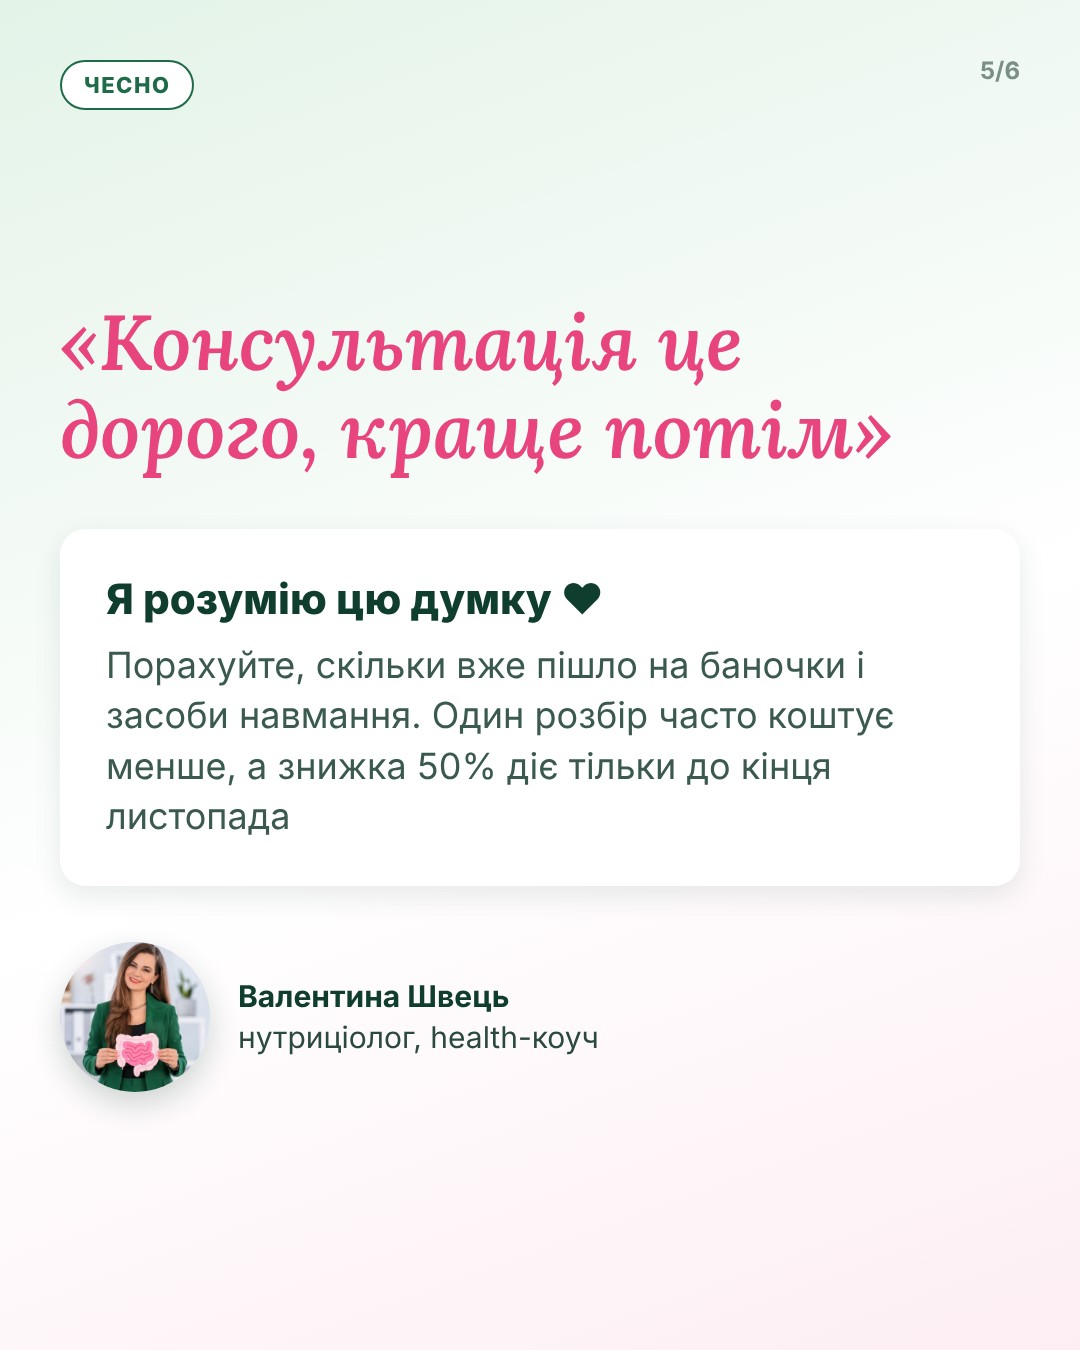 ЧЕСНО
5/6
«Консультація це
дорого, краще потім»
Я розумію цю думку ♥
Порахуйте, скільки вже пішло на баночки і
засоби навмання. Один розбір часто коштує
менше, а знижка 50% діє тільки до кінця
листопада
Валентина Швець
нутриціолог, health-коуч